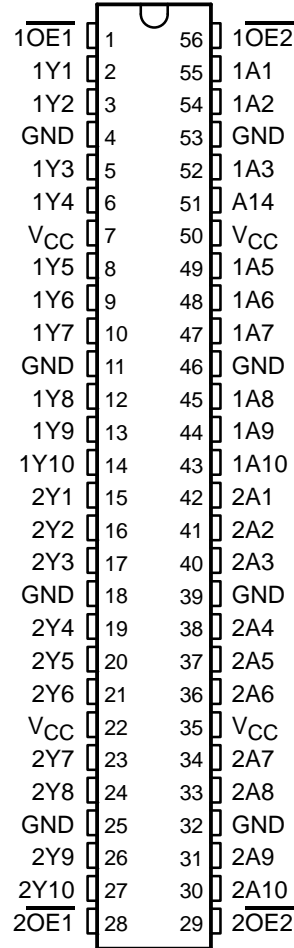 1OE1 1 56 1OE2
1Y1 2 55 1A1
1Y2 3 54 1A2
GND 4 53 GND
1Y3 5 52 1A3
1Y4 6 51 A14
VCC 7 50 VCC
1Y5 8 49 1A5
1Y6 9 48 1A6
1Y7 10 47 1A7
GND 11 46 GND
1Y8 12 45 1A8
1Y9 13 44 1A9
1Y10 14 43 1A10
2Y1 15 42 2A1
2Y2 16 41 2A2
2Y3 17 40 2A3
GND 18 39 GND
2Y4 19 38 2A4
2Y5 20 37 2A5
2Y6 21 36 2A6
VCC 22 35 VCC
2Y7 23 34 2A7
2Y8 24 33 2A8
GND 25 32 GND
2Y9 26 31 2A9
2Y10 27 30 2A10
2OE1 28 29 2OE2